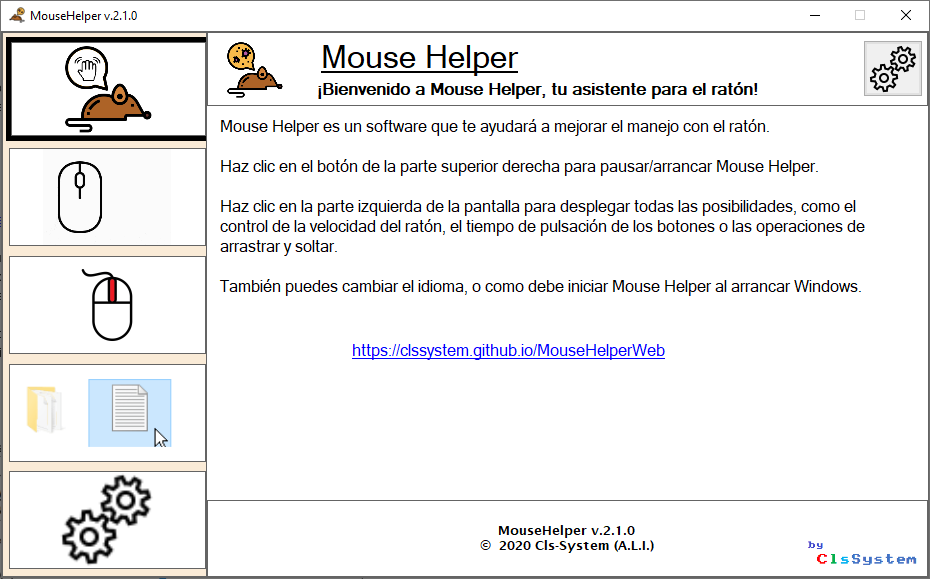 MouseHelper v.2.1.0
Mouse Helper
¡Bienvenido a Mouse Helper, tu asistente para el ratón!
Mouse Helper es un software que te ayudará a mejorar el manejo con el ratón.
Haz clic en el botón de la parte superior derecha para pausar/arrancar Mouse Helper.
Haz clic en la parte izquierda de la pantalla para desplegar todas las posibilidades, como el
control de la velocidad del ratón, el tiempo de pulsación de los botones o las operaciones de
arrastrar y soltar.
También puedes cambiar el idioma, o como debe iniciar Mouse Helper al arrancar Windows.
https://clssystem.github.io/MouseHelperWeb
MouseHelper v.2.1.0
© 2020 Cls-System (A.L.I.)
by
ClsSystem